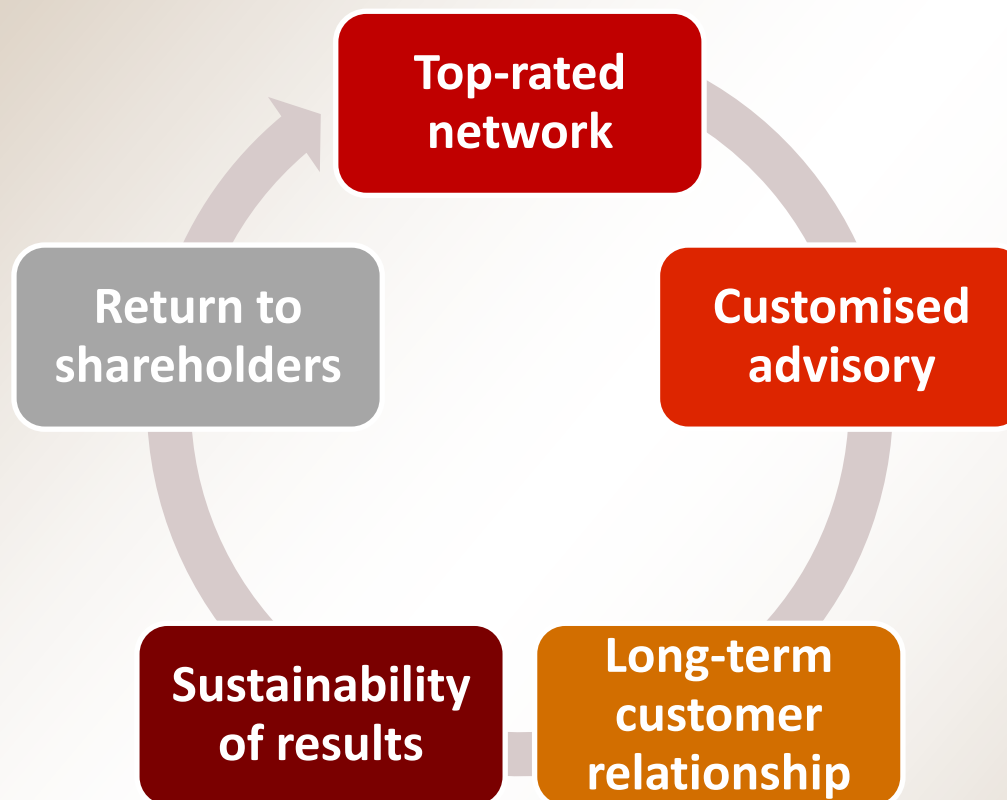 Top-rated
network
Customised
advisory
Long-term
customer
relationship
Sustainability
of results
Return to
shareholders